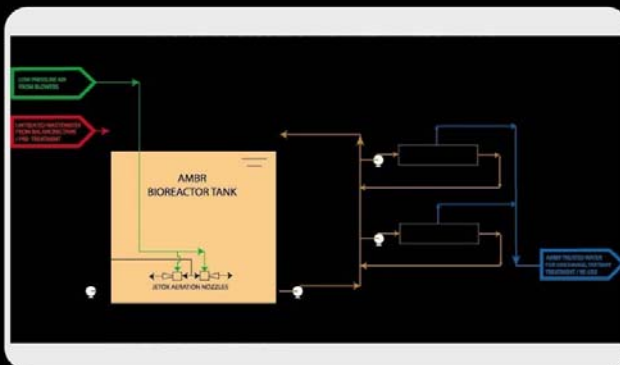 LOW PRESSURE AIR
FROM BLOWERS
UNTREATED WASTEWATER
FROM BALANCING TANK
/ PRE- TREATMENT
AMBR
BIOREACTOR TANK
JETOX AERATION NOZZLES
AMBR TREATED WATER
FOR DISCHARGE, TERTIARY
TREATMENT / RE-USE